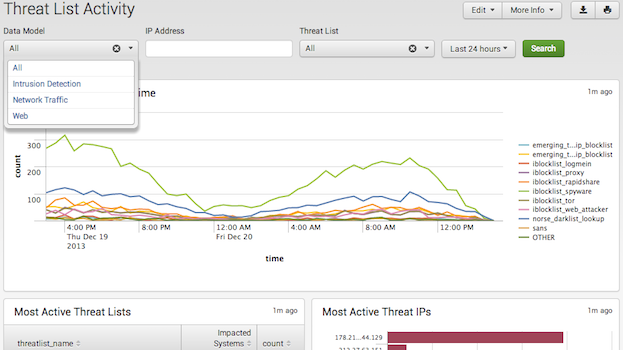 Threat List Activity
Edit
More Info
Data Model
IP Address
Threat List
All
All
Last 24 hours
Search
All
Intrusion Detection
Network Traffic
Web
ime
1m ago
300
200
100
count
4:00 PM
Thu Dec 19
2013
8:00 PM
12:00 AM
Fri Dec 20
4:00 AM
8:00 AM
12:00 PM
time
emerging_t...ip_blocklist
emerging_t...ip_blocklist
iblocklist_logmein
iblocklist_proxy
iblocklist_rapidshare
iblocklist_spyware
iblocklist_tor
iblocklist_web_attacker
norse_darklist_lookup
sans
OTHER
Most Active Threat Lists
1m ago
threatlist_name
Impacted
Systems
count
Most Active Threat IPs
1m ago
178.21...44.129